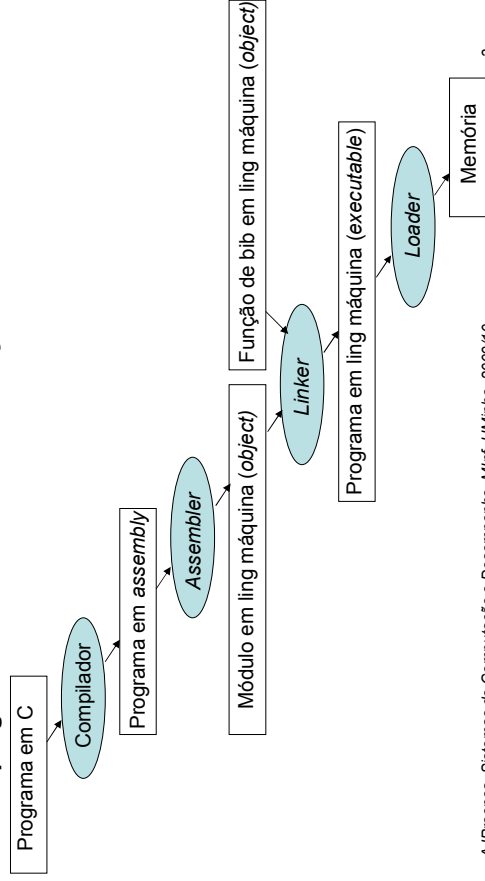 Programa em C
Compilador
Programa em assembly
Assembler
Módulo em ling máquina (object)
Função de bib em ling máquina (object)
Linker
Programa em ling máquina (executable)
Loader
Memória